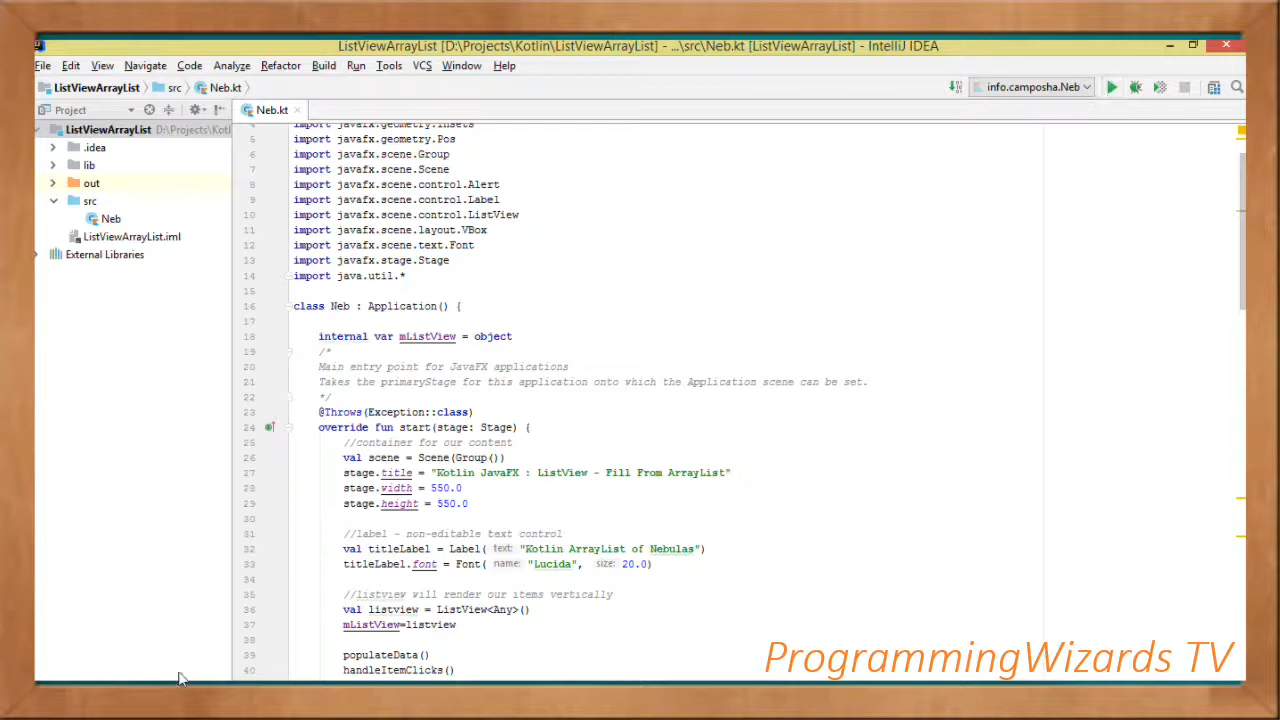 ListViewArrayList [D:\Projects\Kotlin\ListViewArrayList] - ...\src\Neb.kt [ListViewArrayList] - IntelliJ IDEA
File Edit View Navigate Code Analyze Refactor Build Run Tools VCS Window Help
ListViewArrayList src Neb.kt info.camposha.Neb
Project Neb.kt
ListViewArrayList D:\Projects\Kotl
.idea
lib
out
src
Neb
ListViewArrayList.iml
External Libraries
4 import javafx.geometry.Insets
5 import javafx.geometry.Pos
6 import javafx.scene.Group
7 import javafx.scene.Scene
8 import javafx.scene.control.Alert
9 import javafx.scene.control.Label
10 import javafx.scene.control.ListView
11 import javafx.scene.layout.VBox
12 import javafx.scene.text.Font
13 import javafx.stage.Stage
14 import java.util.*
15
16 class Neb : Application() {
17
18 internal var mListView = object
19 /*
20 Main entry point for JavaFX applications
21 Takes the primaryStage for this application onto which the Application scene can be set.
22 */
23 @Throws(Exception::class)
24 override fun start(stage: Stage) {
25 //container for our content
26 val scene = Scene(Group())
27 stage.title = "Kotlin JavaFX : ListView - Fill From ArrayList"
28 stage.width = 550.0
29 stage.height = 550.0
30
31 //label - non-editable text control
32 val titleLabel = Label( text: "Kotlin ArrayList of Nebulas")
33 titleLabel.font = Font( name: "Lucida", size: 20.0)
34
35 //listview will render our items vertically
36 val listview = ListView<Any>()
37 mListView=listview
38
39 populateData()
40 handleItemClicks()
ProgrammingWizards TV